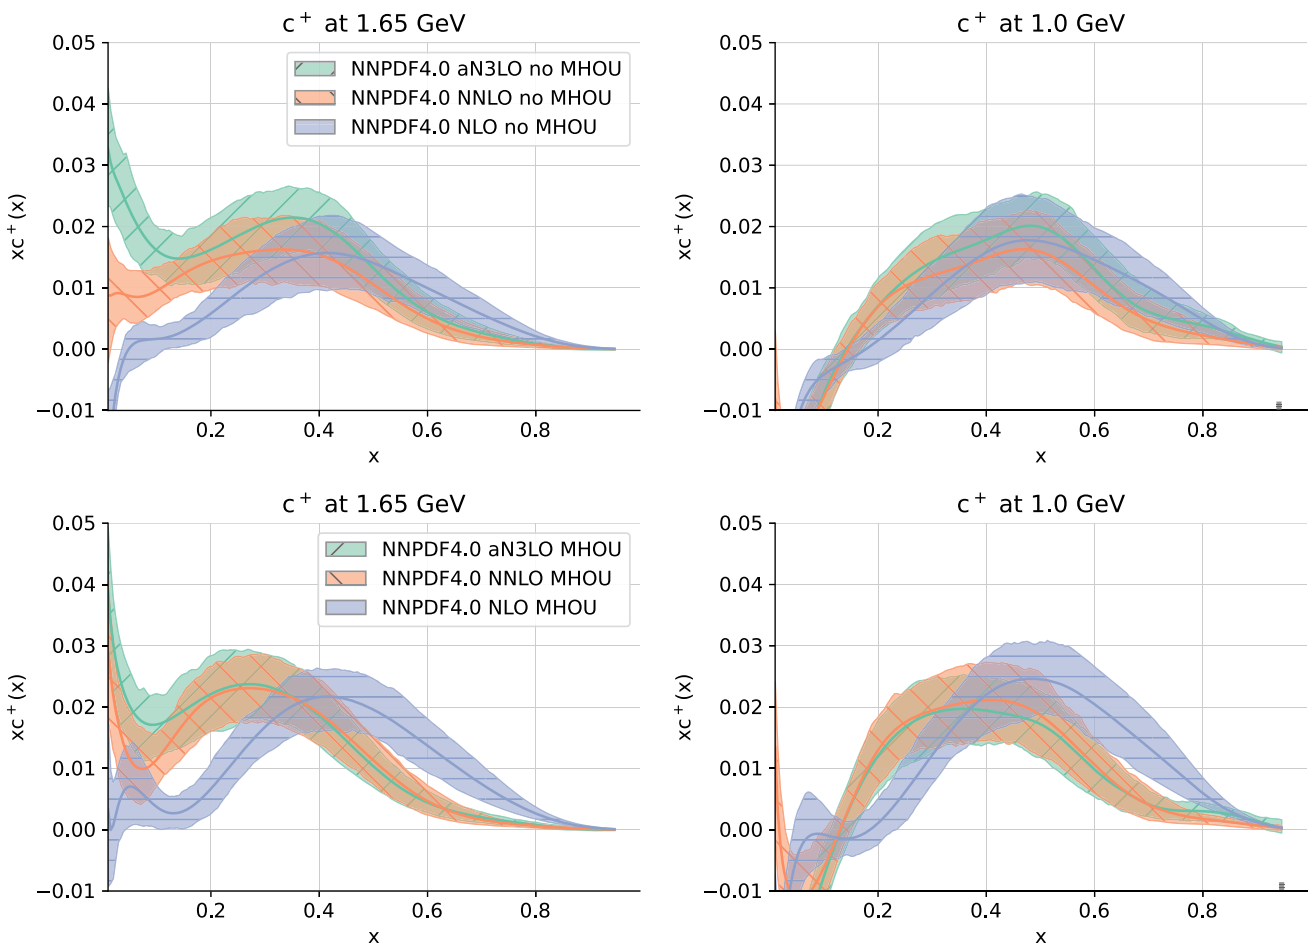 c+ at 1.65 GeV
0.05
0.04
0.03
0.02
0.01
0.00
−0.01
xc+(x)
NNPDF4.0 aN3LO no MHOU
NNPDF4.0 NNLO no MHOU
NNPDF4.0 NLO no MHOU
0.2 0.4 0.6 0.8
x
c+ at 1.0 GeV
0.05
0.04
0.03
0.02
0.01
0.00
−0.01
xc+(x)
0.2 0.4 0.6 0.8
x
c+ at 1.65 GeV
0.05
0.04
0.03
0.02
0.01
0.00
−0.01
xc+(x)
NNPDF4.0 aN3LO MHOU
NNPDF4.0 NNLO MHOU
NNPDF4.0 NLO MHOU
0.2 0.4 0.6 0.8
x
c+ at 1.0 GeV
0.05
0.04
0.03
0.02
0.01
0.00
−0.01
xc+(x)
0.2 0.4 0.6 0.8
x